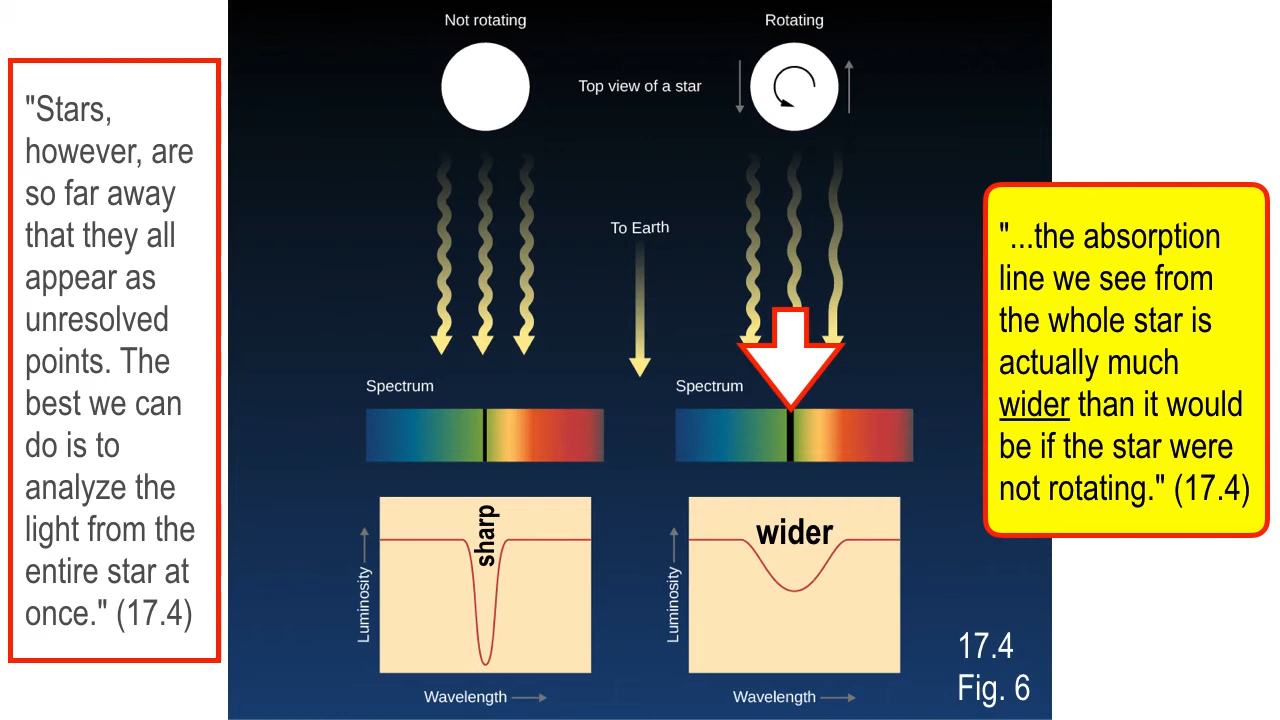 "Stars,
however, are
so far away
that they all
appear as
unresolved
points. The
best we can
do is to
analyze the
light from the
entire star at
once." (17.4)
Not rotating
Rotating
Top view of a star
To Earth
Spectrum
Spectrum
sharp
wider
Luminosity
Luminosity
Wavelength
Wavelength
"...the absorption
line we see from
the whole star is
actually much
wider than it would
be if the star were
not rotating." (17.4)
17.4
Fig. 6